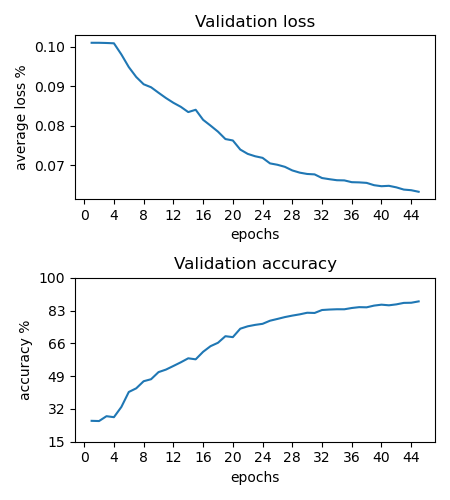 Validation loss
average loss %
0.10
0.09
0.08
0.07
0 4 8 12 16 20 24 28 32 36 40 44
epochs
Validation accuracy
accuracy %
100
83
66
49
32
15
0 4 8 12 16 20 24 28 32 36 40 44
epochs